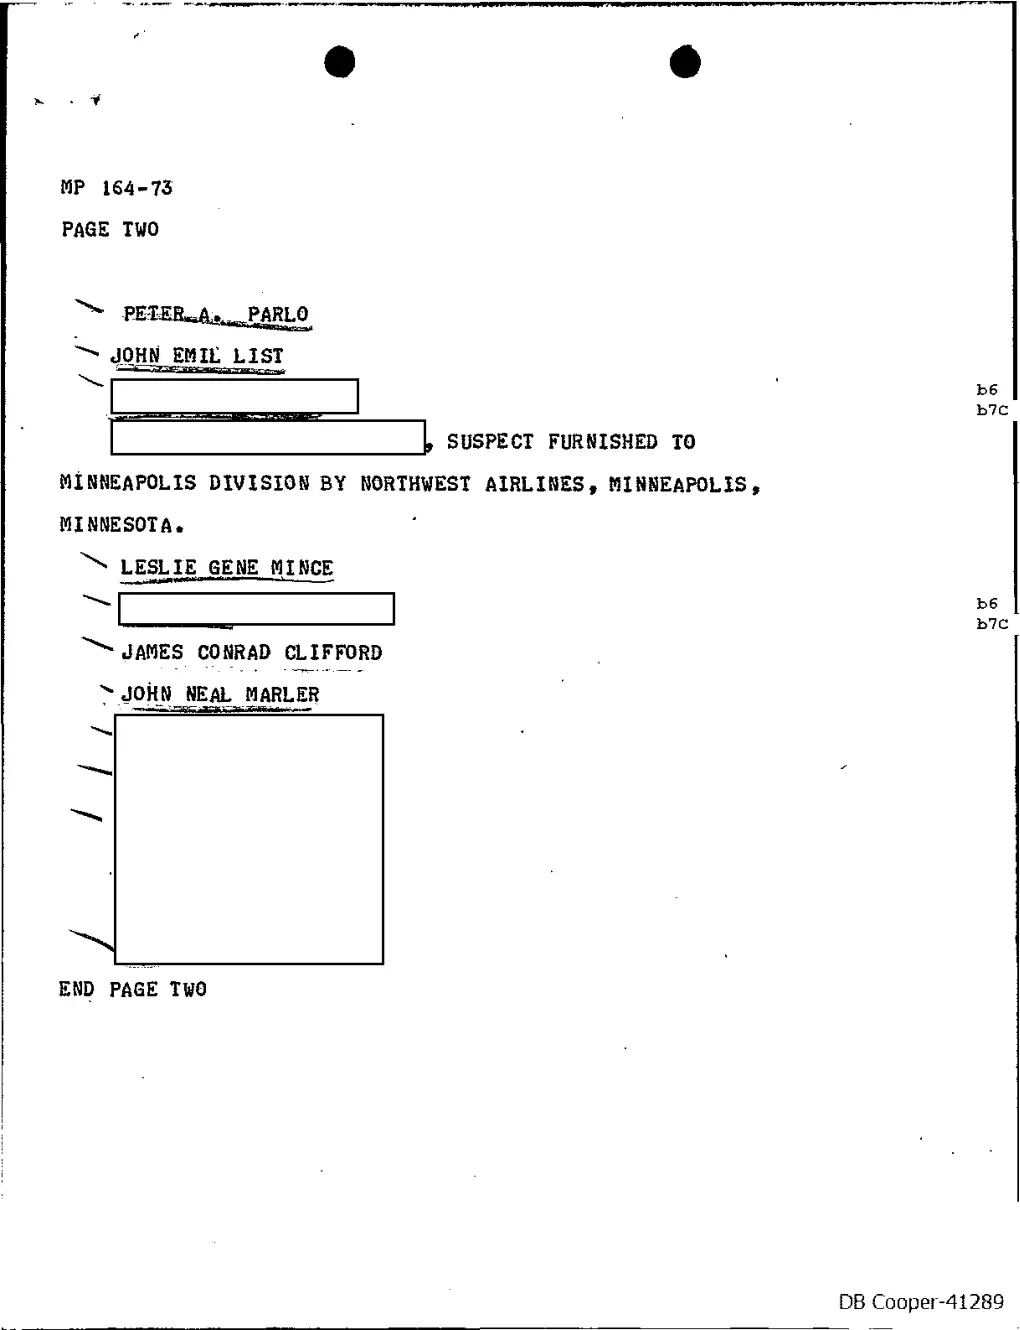 MP 164-73
PAGE TWO
PETER A. PARLO
JOHN EMIL LIST
b6
b7C
, SUSPECT FURNISHED TO
MINNEAPOLIS DIVISION BY NORTHWEST AIRLINES, MINNEAPOLIS,
MINNESOTA.
LESLIE GENE MINCE
b6
b7C
JAMES CONRAD CLIFFORD
JOHN NEAL MARLER
END PAGE TWO
DB Cooper-41289